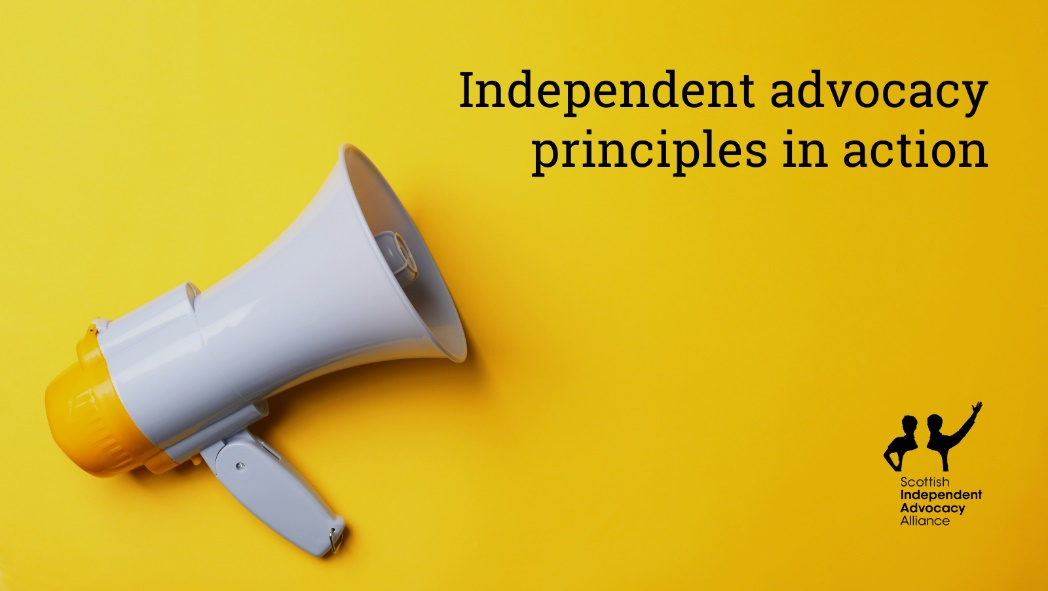 Independent advocacy
principles in action
Scottish
Independent
Advocacy
Alliance